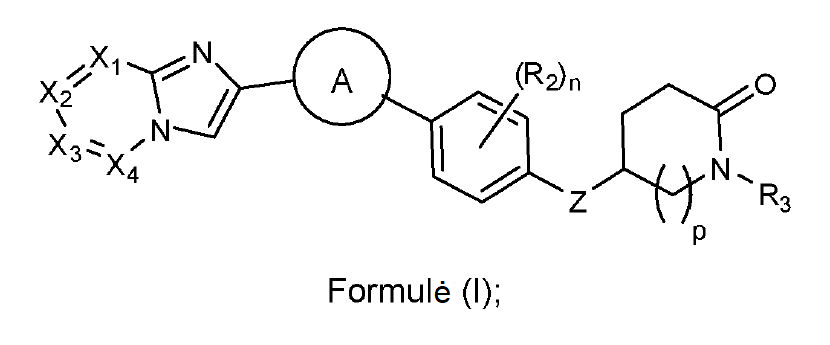 X1 N A (R2)n O
X2 N
X3 X4 Z ( )p N R3
Formulė (I);